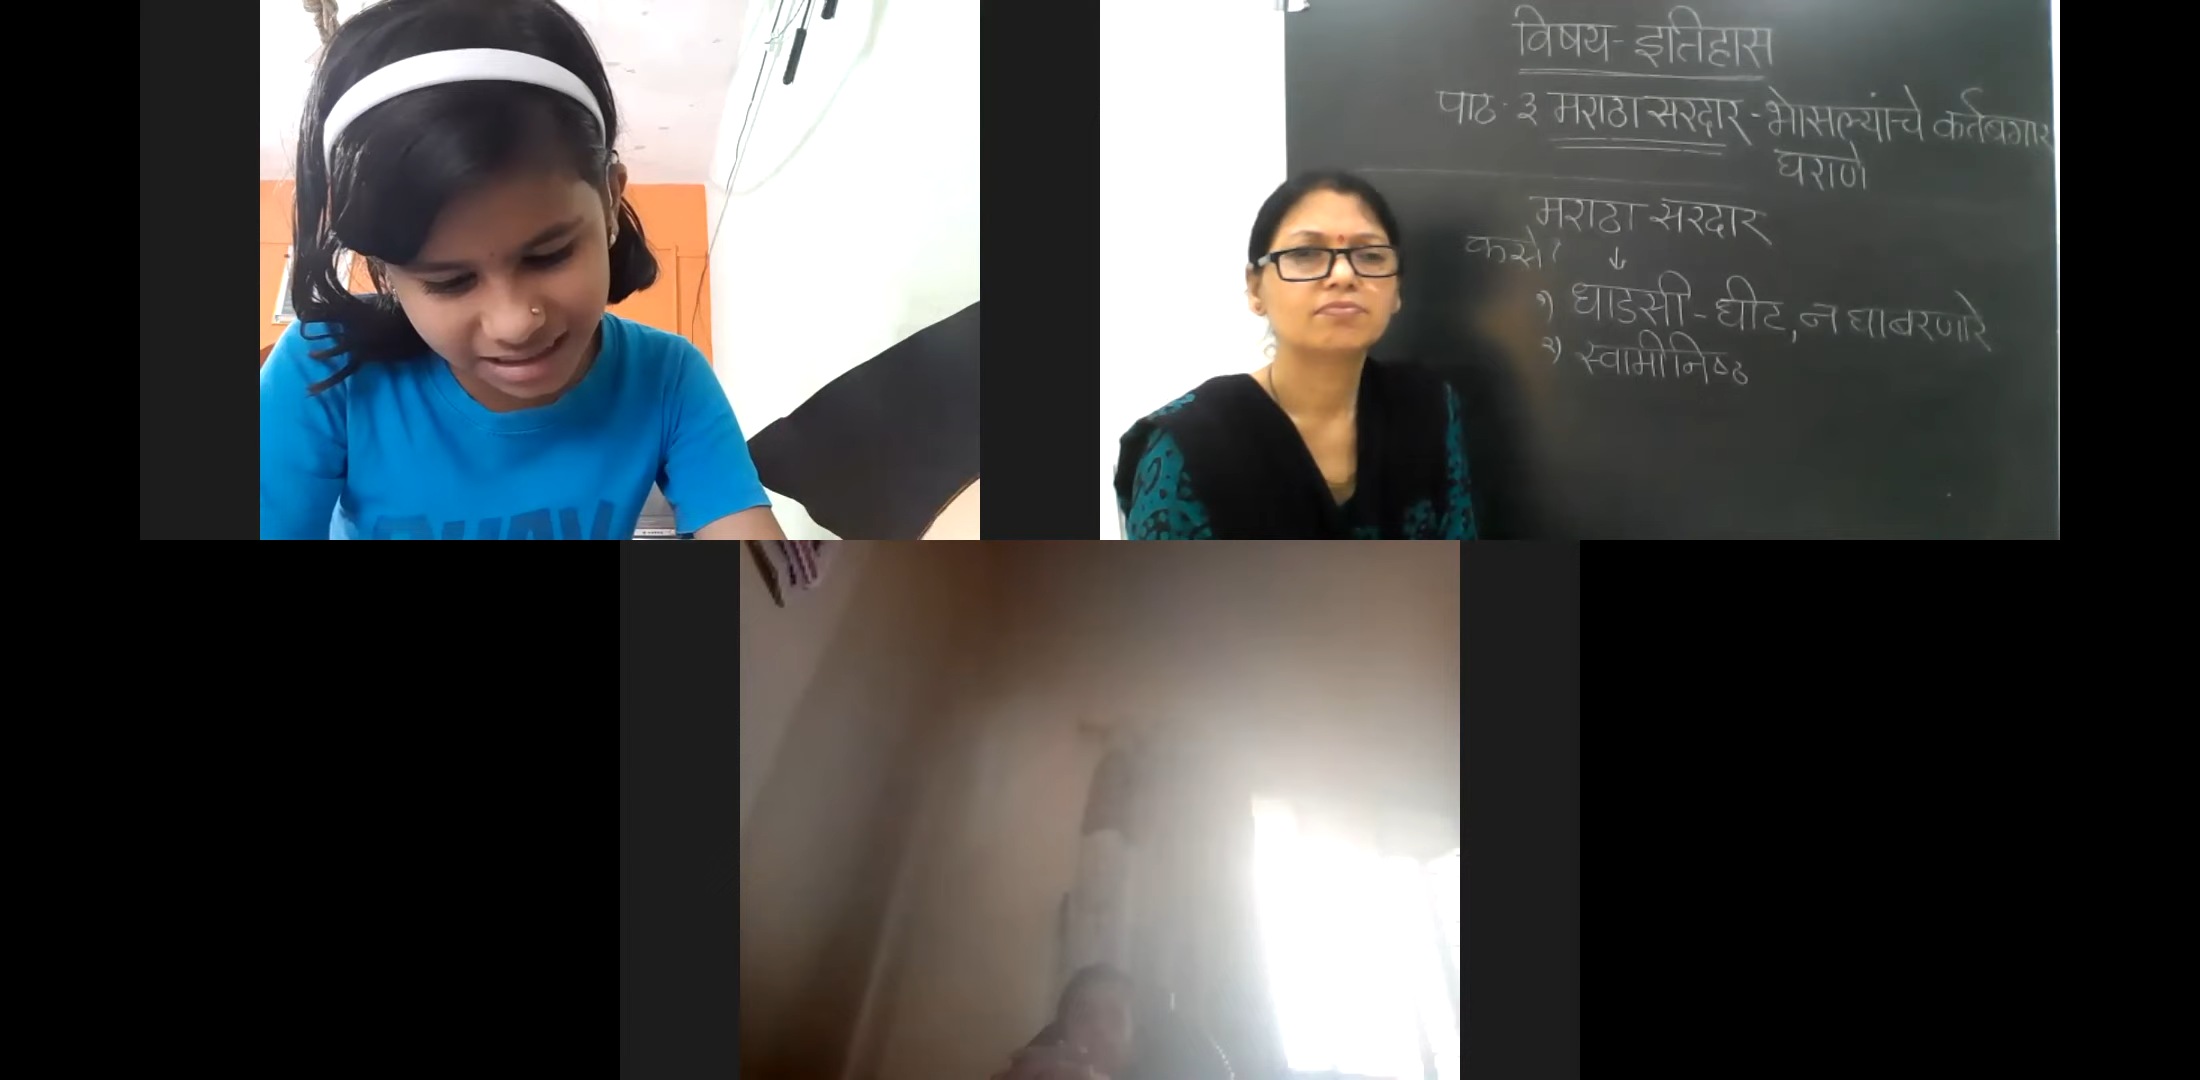 विषय- इतिहास
पाठ- ३ मराठा सरदार - भोसल्यांचे कर्तबगार
घराणे
मराठा सरदार
कसे?
↓
१) धाडसी - धीट, न घाबरणारे
२) स्वामीनिष्ठ